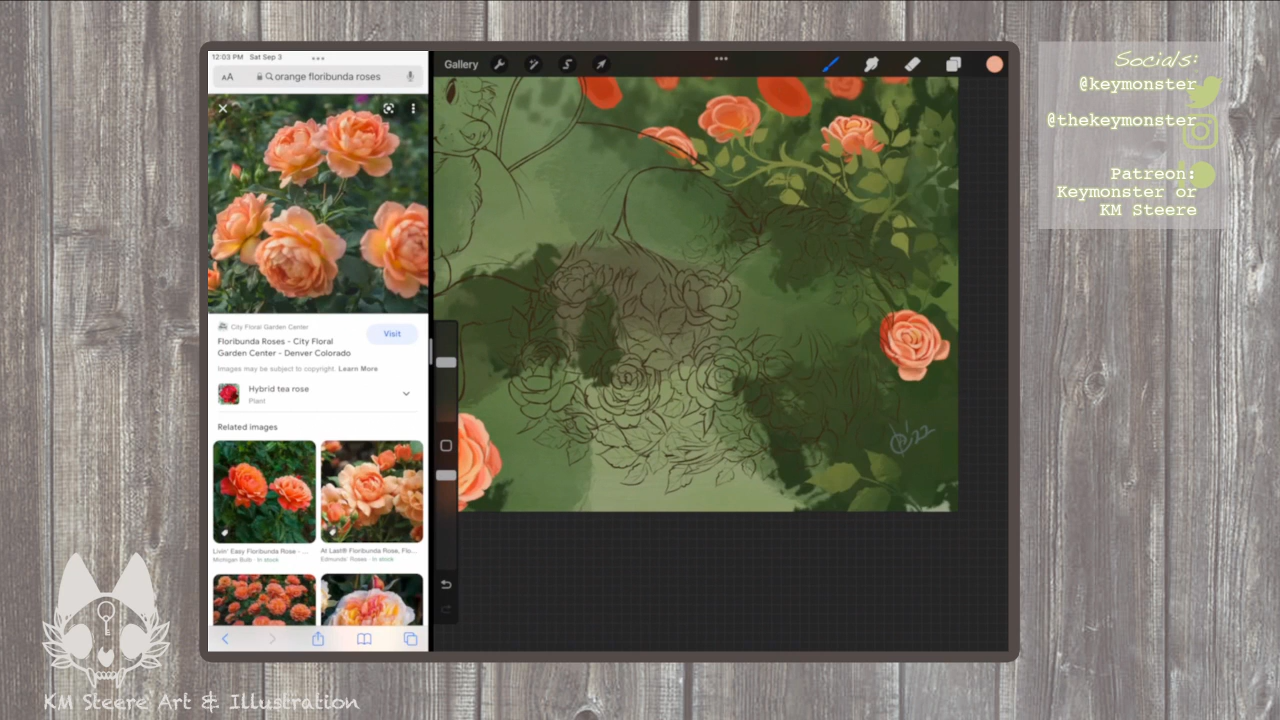 12:03 PM Sat Sep 3
AA orange floribunda roses
City Floral Garden Center
Floribunda Roses - City Floral
Garden Center - Denver Colorado
Visit
Images may be subject to copyright. Learn More
Hybrid tea rose
Plant
Related images
Livin' Easy Floribunda Rose - ...
Michigan Bulb · In stock
At Last® Floribunda Rose, Flo...
Edmunds' Roses · In stock
Gallery
'22
Socials:
@keymonster
@thekeymonster
Patreon:
Keymonster or
KM Steere
KM Steere Art & Illustration